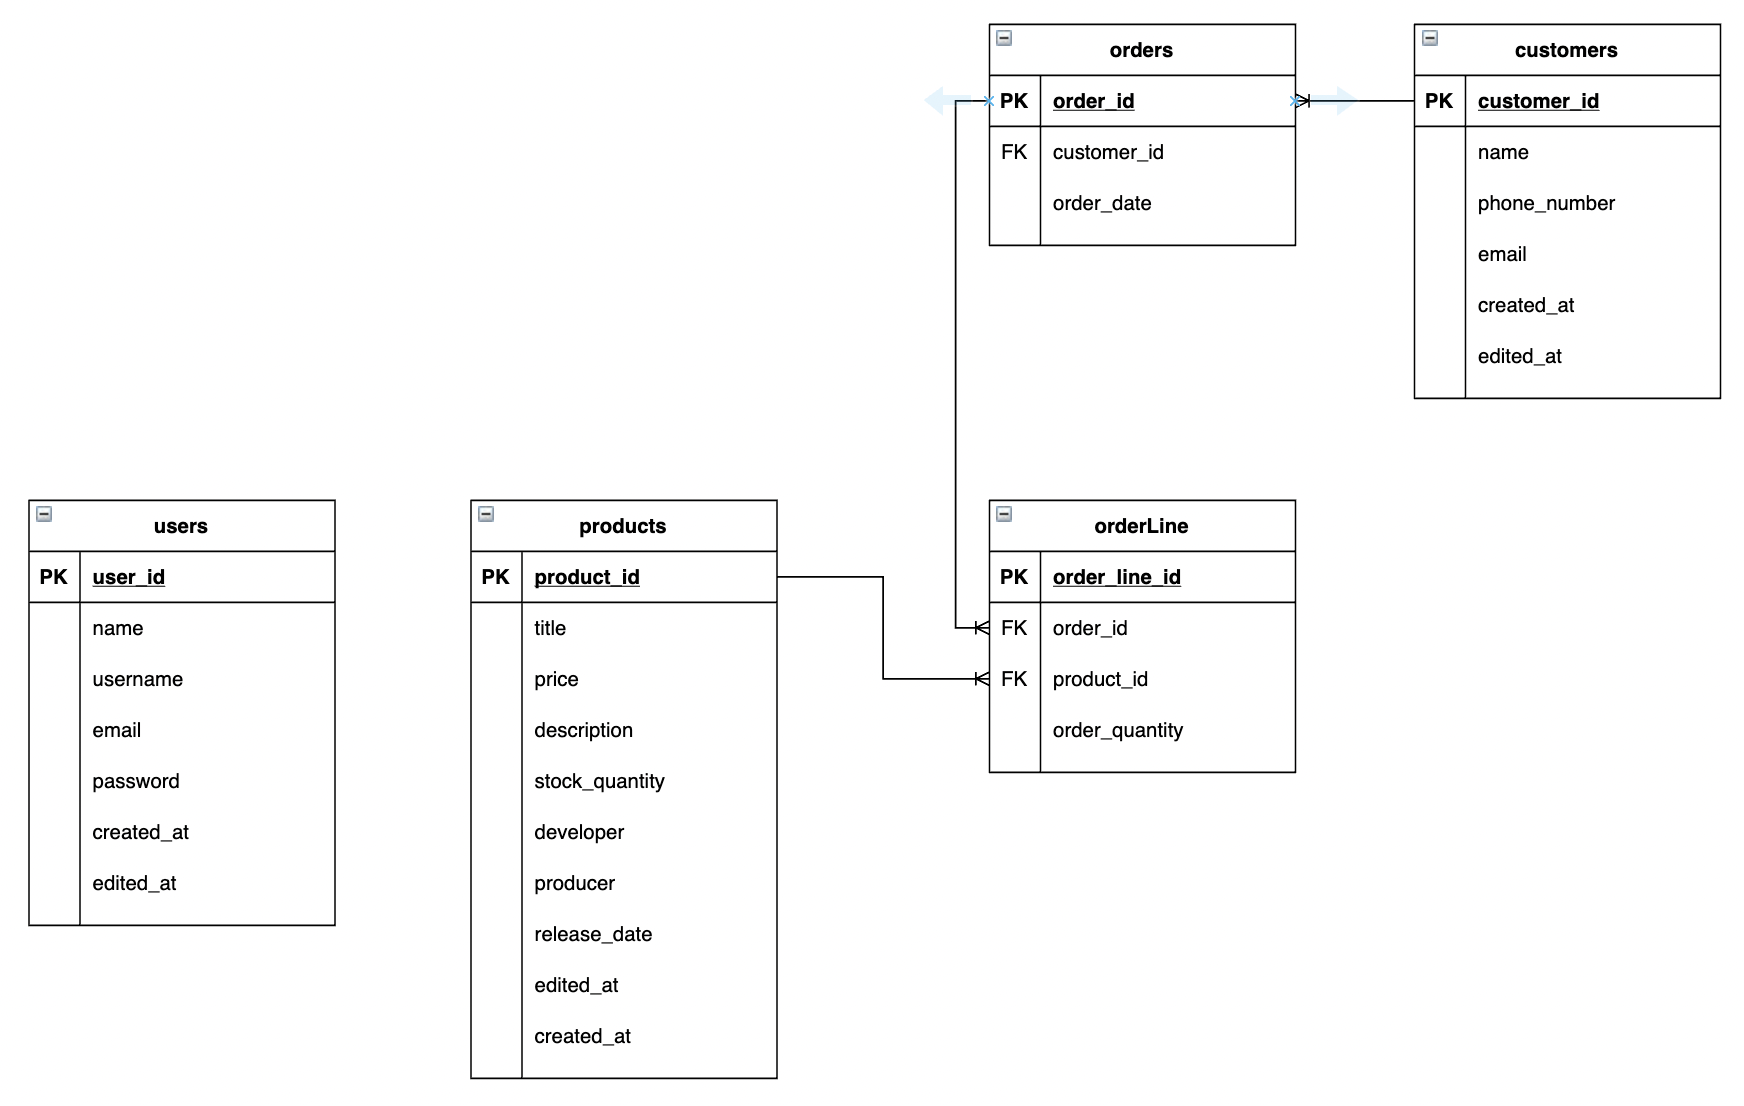 orders
PK order_id
FK customer_id
order_date
customers
PK customer_id
name
phone_number
email
created_at
edited_at
users
PK user_id
name
username
email
password
created_at
edited_at
products
PK product_id
title
price
description
stock_quantity
developer
producer
release_date
edited_at
created_at
orderLine
PK order_line_id
FK order_id
FK product_id
order_quantity